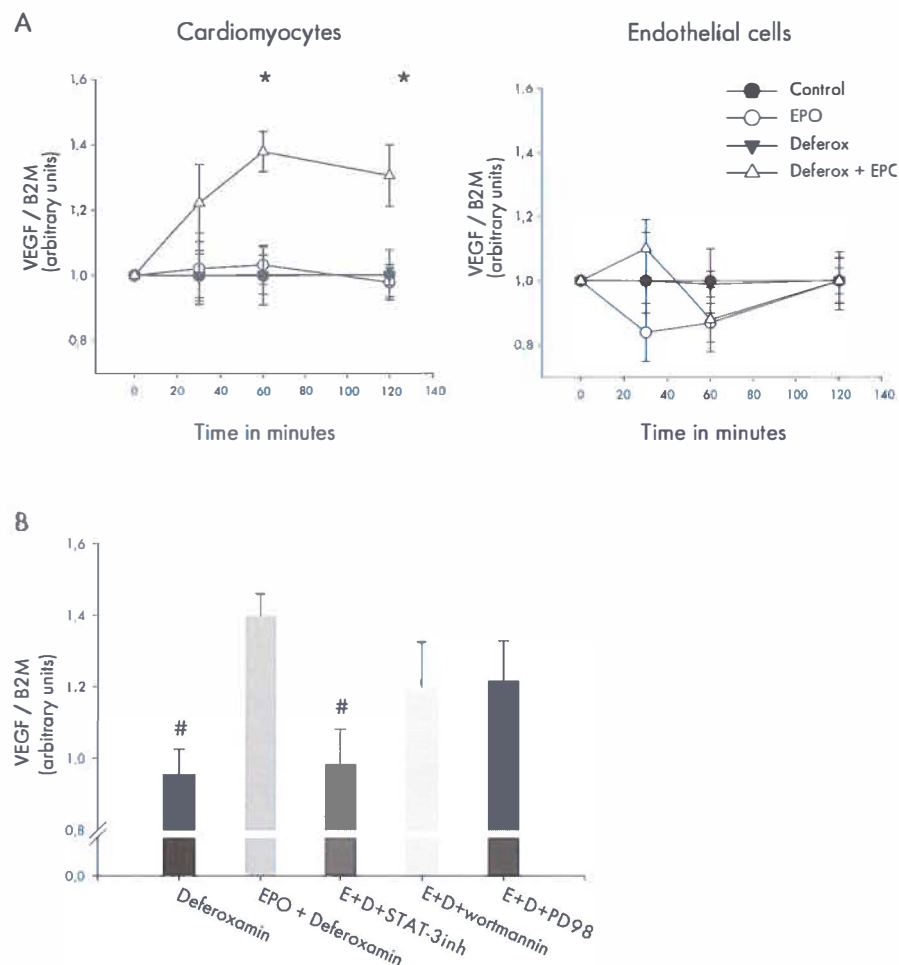 A
Cardiomyocytes
VEGF / B2M
(arbitrary units)
1,6
1,4
1,2
1,0
0,8
*
*
0 20 40 60 80 100 120 140
Time in minutes
Endothelial cells
VEGF / B2M
(arbitrary units)
1,6
1,4
1,2
1,0
0,8
Control
EPO
Deferox
Deferox + EPC
0 20 40 60 80 100 120 140
Time in minutes
B
VEGF / B2M
(arbitrary units)
1,6
1,4
1,2
1,0
0,8
0,0
#
#
Deferoxamin
EPO + Deferoxamin
E+D+STAT-3inh
E+D+wortmannin
E+D+PD98